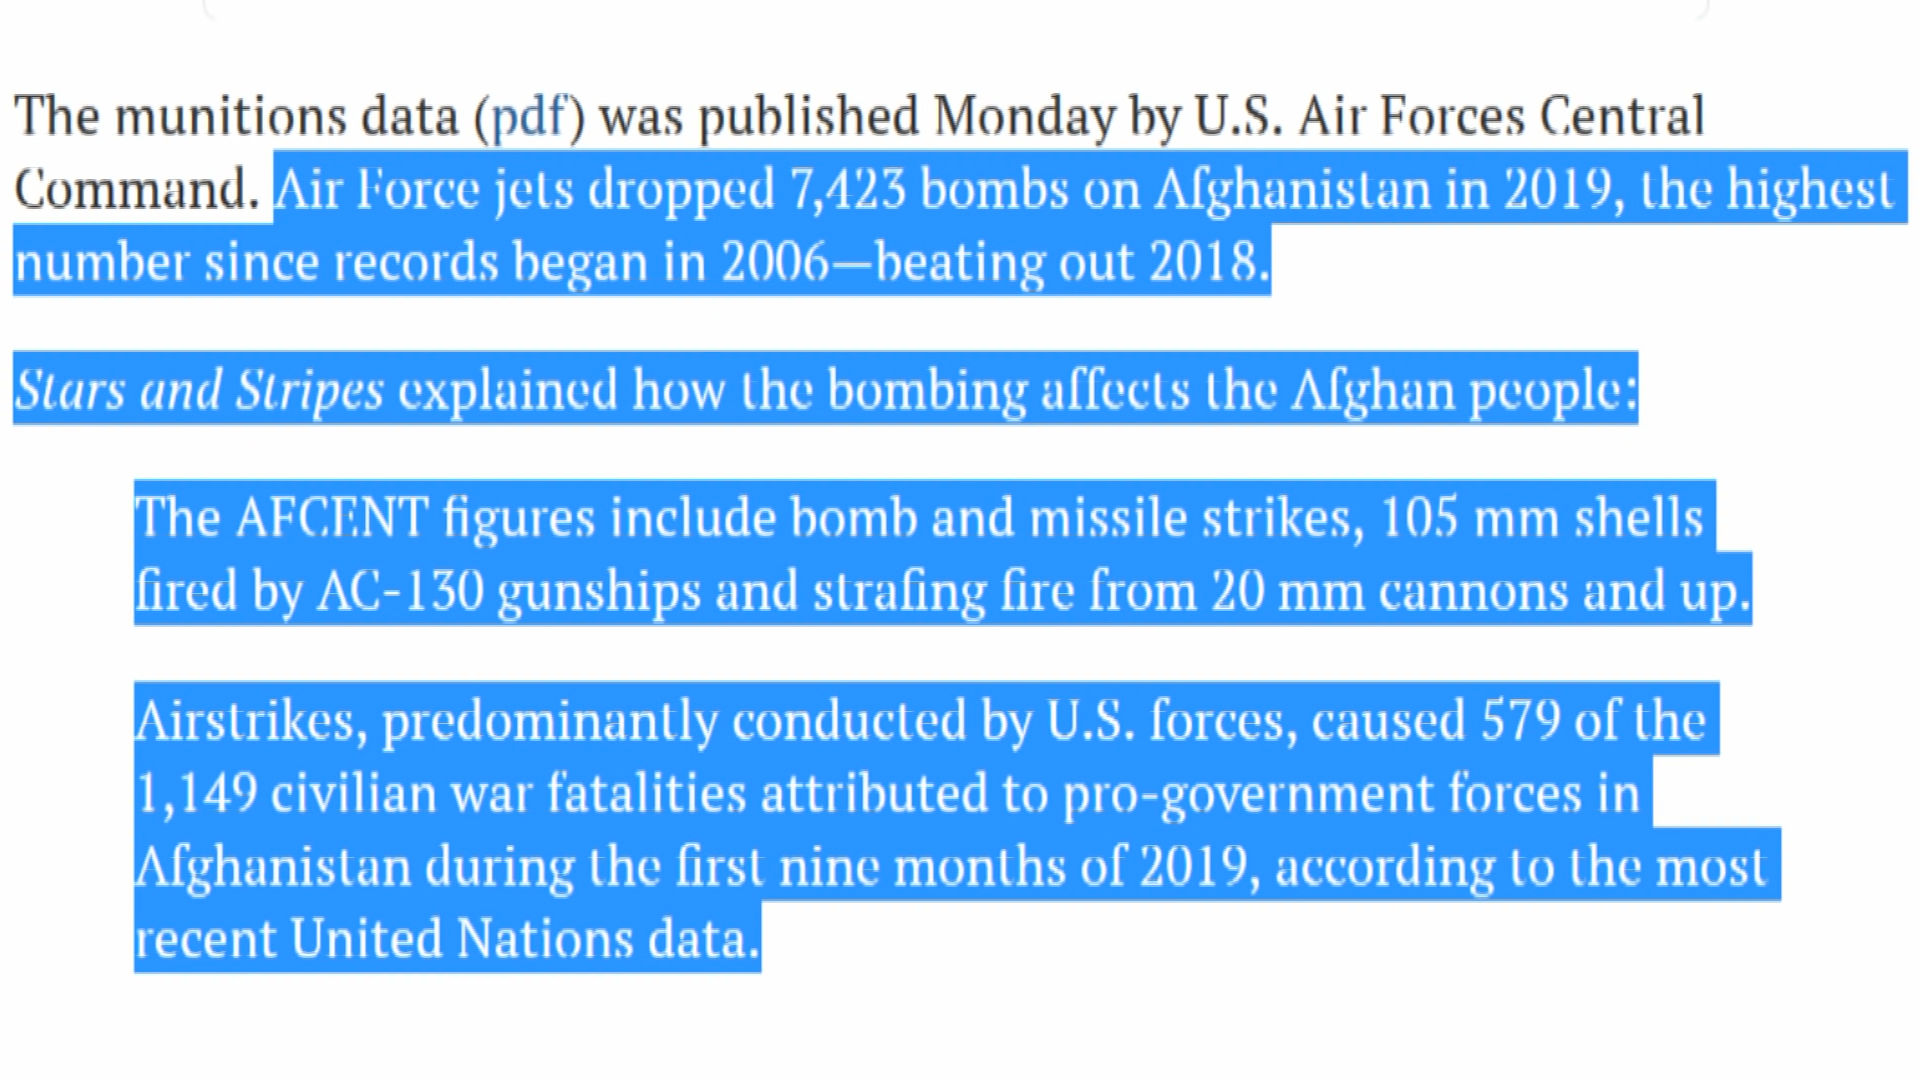 The munitions data (pdf) was published Monday by U.S. Air Forces Central
Command. Air Force jets dropped 7,423 bombs on Afghanistan in 2019, the highest
number since records began in 2006—beating out 2018.
Stars and Stripes explained how the bombing affects the Afghan people:
The AFCENT figures include bomb and missile strikes, 105 mm shells
fired by AC-130 gunships and strafing fire from 20 mm cannons and up.
Airstrikes, predominantly conducted by U.S. forces, caused 579 of the
1,149 civilian war fatalities attributed to pro-government forces in
Afghanistan during the first nine months of 2019, according to the most
recent United Nations data.